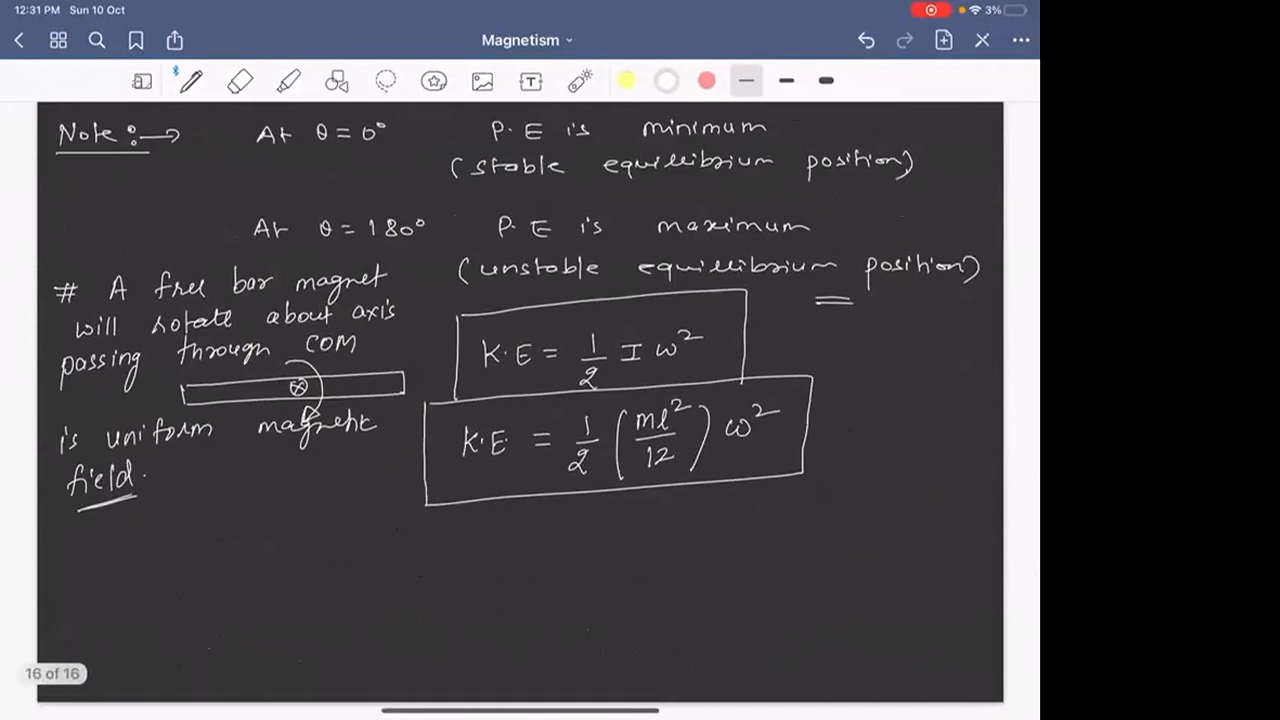 12:31 PM Sun 10 Oct
3%
Magnetism
Note :→ At θ = 0° P.E is minimum
(stable equillibrium position)
At θ = 180° P.E is maximum
(unstable equillibrium position)
# A free bar magnet
will rotate about axis
passing through COM
is uniform magnetic
field.
K.E = 1/2 I ω²
K.E. = 1/2 (ml²/12) ω²
16 of 16